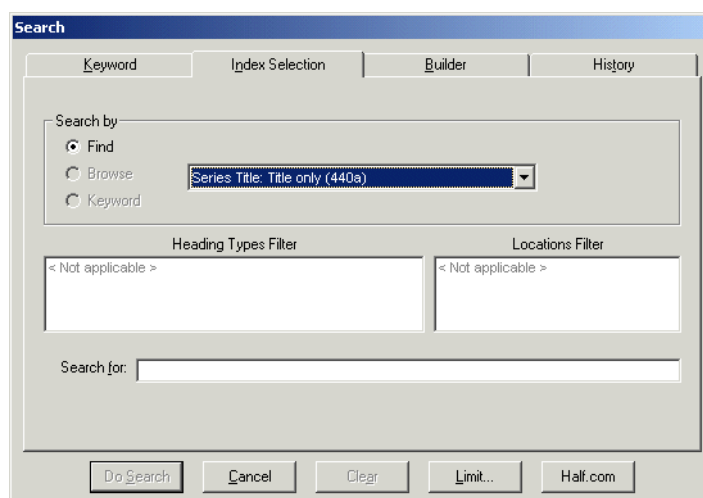 Search
Keyword Index Selection Builder History
Search by
Find
Browse Series Title: Title only (440a)
Keyword
Heading Types Filter Locations Filter
< Not applicable > < Not applicable >
Search for:
Do Search Cancel Clear Limit... Half.com